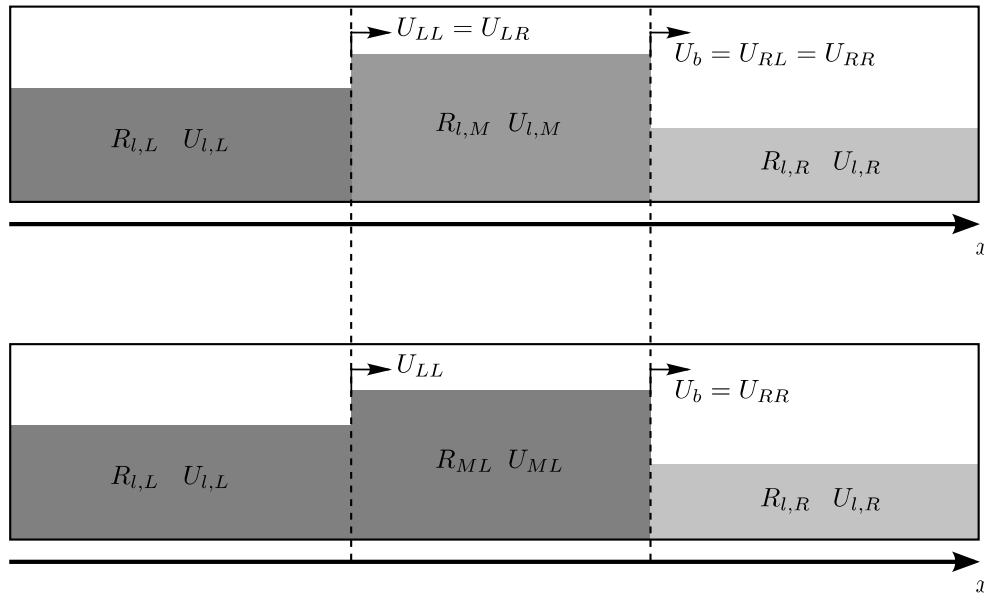 U_{LL} = U_{LR}
U_b = U_{RL} = U_{RR}
R_{l,L} U_{l,L}
R_{l,M} U_{l,M}
R_{l,R} U_{l,R}
x
U_{LL}
U_b = U_{RR}
R_{l,L} U_{l,L}
R_{ML} U_{ML}
R_{l,R} U_{l,R}
x